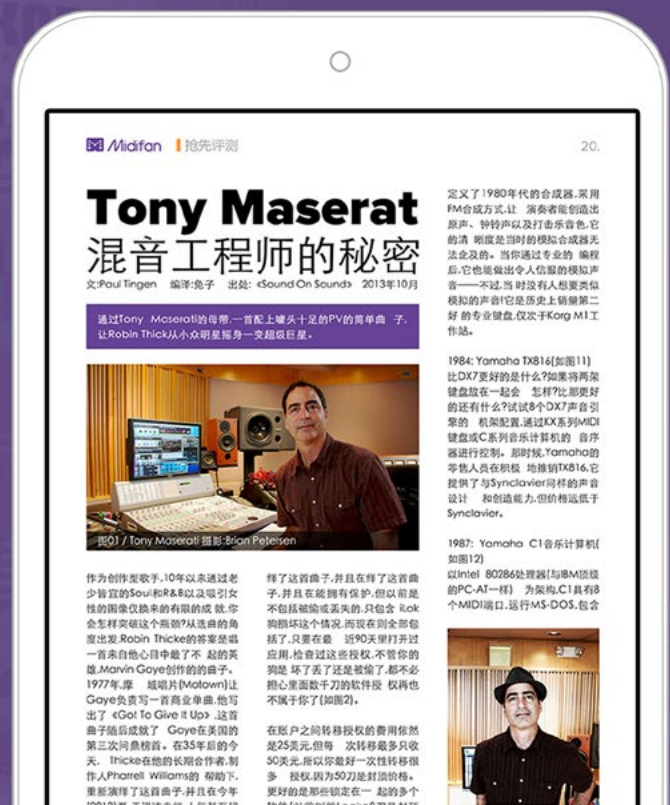 Midifan 抢先评测
20.
Tony Maserat
混音工程师的秘密
文:Paul Tingen 编译:兔子 出处:《Sound On Sound》 2013年10月
通过Tony Maserati的母带,一首配上噱头十足的PV的简单曲 子,
让Robin Thick从小众明星摇身一变超级巨星。
图01 / Tony Maserati 摄影:Brian Petersen
作为创作型歌手,10年以来通过老
少皆宜的Soul和R&B以及吸引女
性的图像仅换来的有限的成 就,你
会怎样突破这个瓶颈?从选曲的角
度出发,Robin Thicke的答案是唱
一首来自他心目中最了不 起的英
雄,Marvin Gaye创作的的曲子。
1977年,摩 城唱片(Motown)让
Gaye负责写一首商业单曲,他写
出了《Got To Give It Up》,这首
曲子随后成就了 Gaye在美国的
第三次问鼎榜首。在35年后的今
天, Thicke在他的长期合作者,制
作人Pharrell Williams的 帮助下,
重新演绎了这首曲子,并且在今年
绎了这首曲子,并且在绎了这首曲
子,并且在能拥有保护,但以前是
不包括被偷或丢失的,只包含 iLok
狗损坏这个情况,而现在则全部包
括了,只要在最 近90天里打开过
应用,检查过这些授权,不管你的
狗是 坏了丢了还是被偷了,都不必
担心里面数千刀的软件授 权再也
不属于你了(如图2)。
在账户之间转移授权的费用依然
是25美元,但每 次转移最多只收
50美元,所以你最好一次性转移很
多 授权,因为50刀是封顶价格。
更好的是那些锁定在一 起的多个
定义了1980年代的合成器,采用
FM合成方式,让 演奏者能创造出
原声、钟铃声以及打击乐音色,它
的清 晰度是当时的模拟合成器无
法企及的。当你通过专业的 编程
后,它也能做出令人信服的模拟声
音——不过,当 时没有人想要类似
模拟的声音!它是历史上销量第二
好 的专业键盘,仅次于Korg M1工
作站。
1984: Yamaha TX816(如图11)
比DX7更好的是什么?如果将两架
键盘放在一起会 怎样?比那更好
的还有什么?试试8个DX7声音引
擎的 机架配置,通过KX系列MIDI
键盘或C系列音乐计算机的 音序
器进行控制。那时候,Yamaha的
零售人员在积极 地推销TX816,它
提供了与Synclavier同样的声音
设计 和创造能力,但价格远低于
Synclavier。
1987: Yamaha C1音乐计算机(
如图12)
以Intel 80286处理器(与IBM顶级
的PC-AT一样) 为架构,C1具有8
个MIDI端口,运行MS-DOS,包含